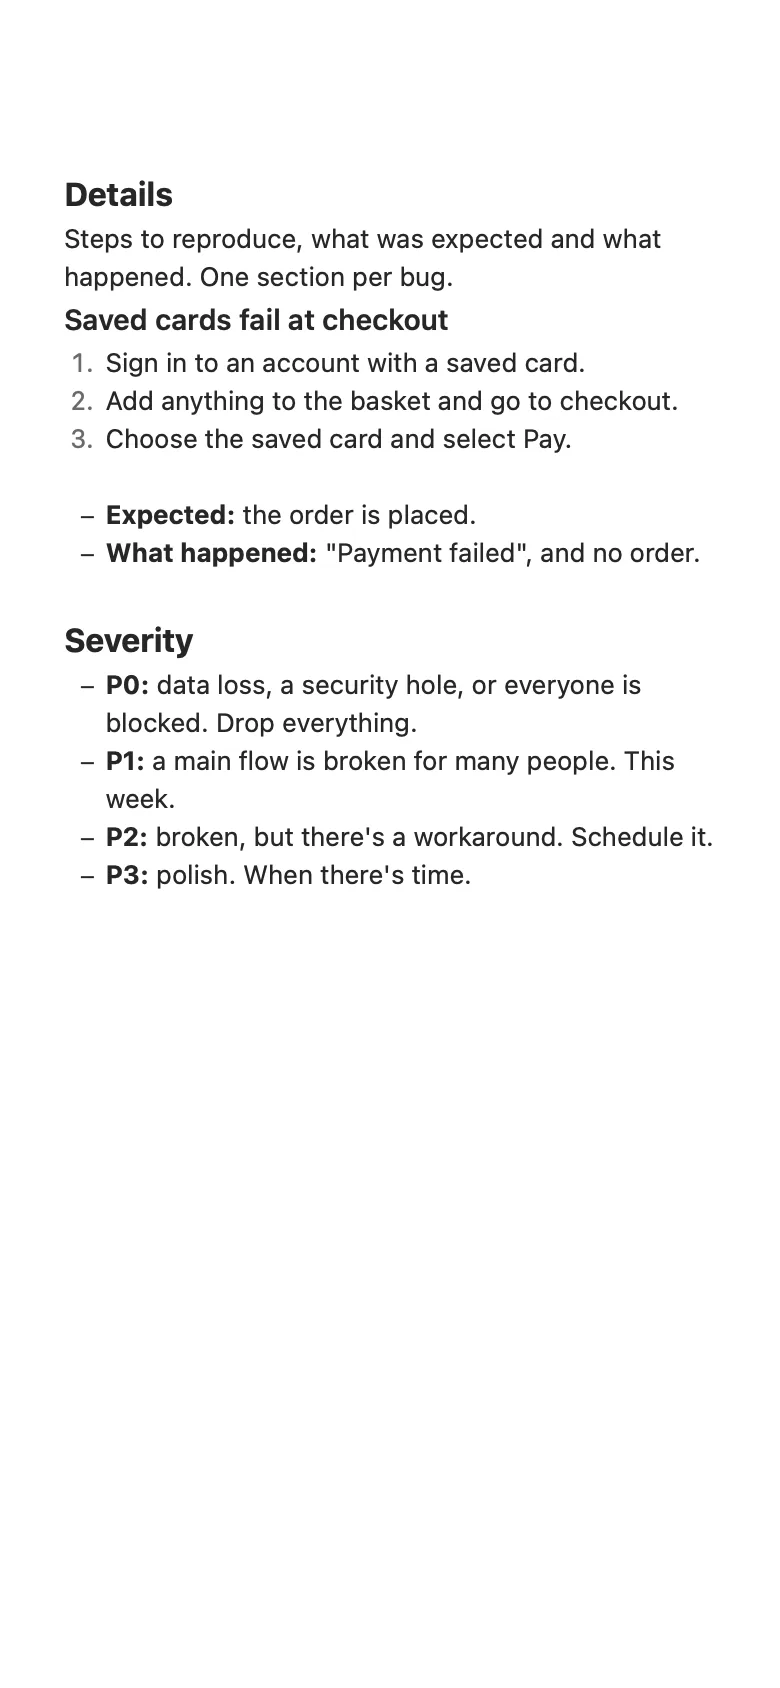 Details
Steps to reproduce, what was expected and what
happened. One section per bug.
Saved cards fail at checkout
1. Sign in to an account with a saved card.
2. Add anything to the basket and go to checkout.
3. Choose the saved card and select Pay.
– Expected: the order is placed.
– What happened: "Payment failed", and no order.
Severity
– P0: data loss, a security hole, or everyone is
blocked. Drop everything.
– P1: a main flow is broken for many people. This
week.
– P2: broken, but there's a workaround. Schedule it.
– P3: polish. When there's time.